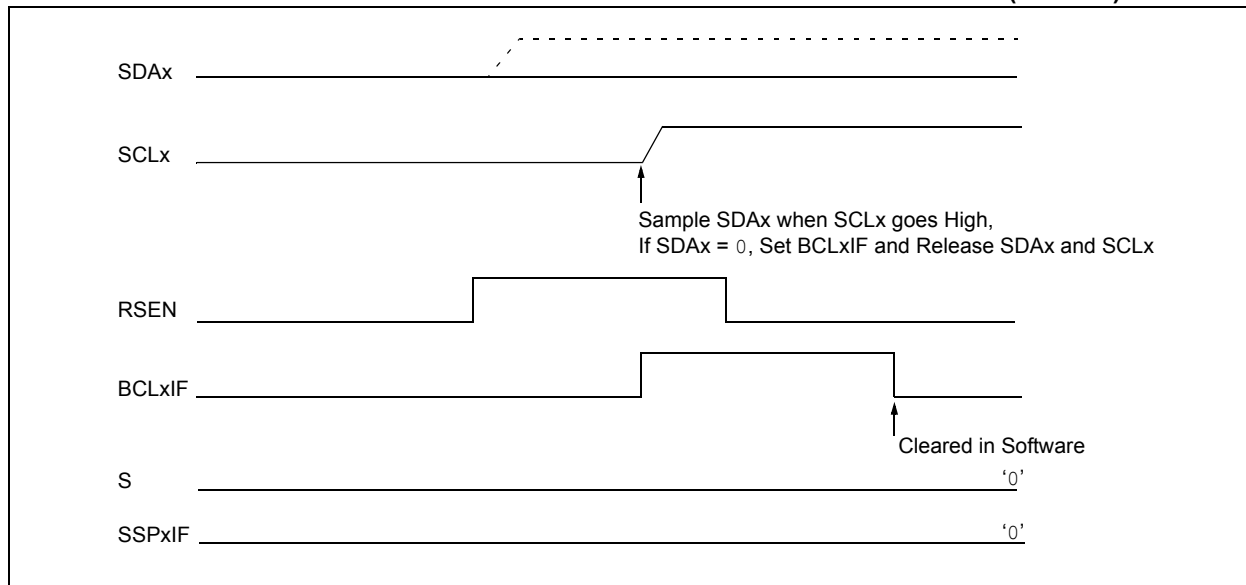 SDAx
SCLx
Sample SDAx when SCLx goes High,
If SDAx = 0, Set BCLxIF and Release SDAx and SCLx
RSEN
BCLxIF
Cleared in Software
S
‘0’
SSPxIF
‘0’